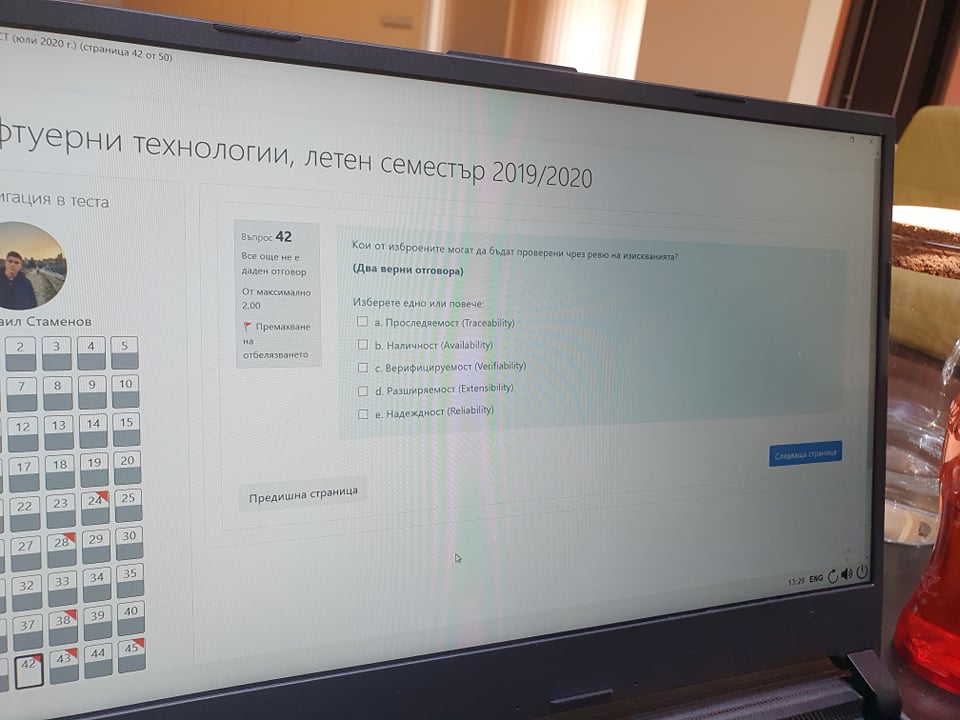 СТ (юли 2020 г.) (страница 42 от 50)
фтуерни технологии, летен семестър 2019/2020
игация в теста
аил Стаменов
2 3 4 5
7 8 9 10
12 13 14 15
17 18 19 20
22 23 24 25
27 28 29 30
32 33 34 35
37 38 39 40
42 43 44 45
Въпрос 42
Все още не е
даден отговор
От максимално
2,00
Премахване
на
отбелязването
Кои от изброените могат да бъдат проверени чрез ревю на изискванията?
(Два верни отговора)
Изберете едно или повече:
a. Проследяемост (Traceability)
b. Наличност (Availability)
c. Верифицируемост (Verifiability)
d. Разширяемост (Extensibility)
e. Надеждност (Reliability)
Следваща страница
Предишна страница
13:29 ENG